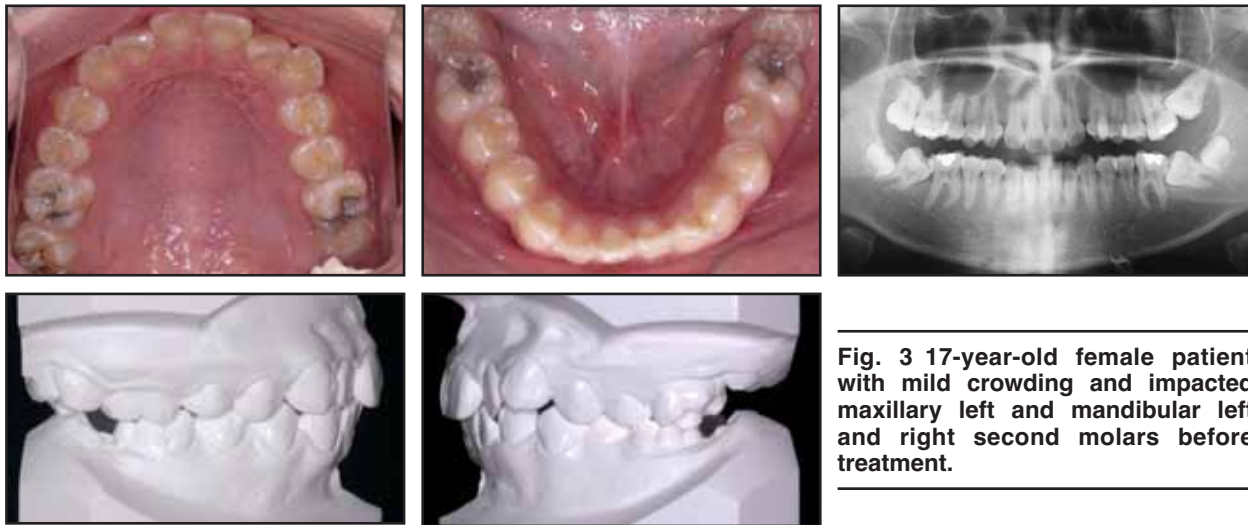 Fig. 3 17-year-old female patient
with mild crowding and impacted
maxillary left and mandibular left
and right second molars before
treatment.